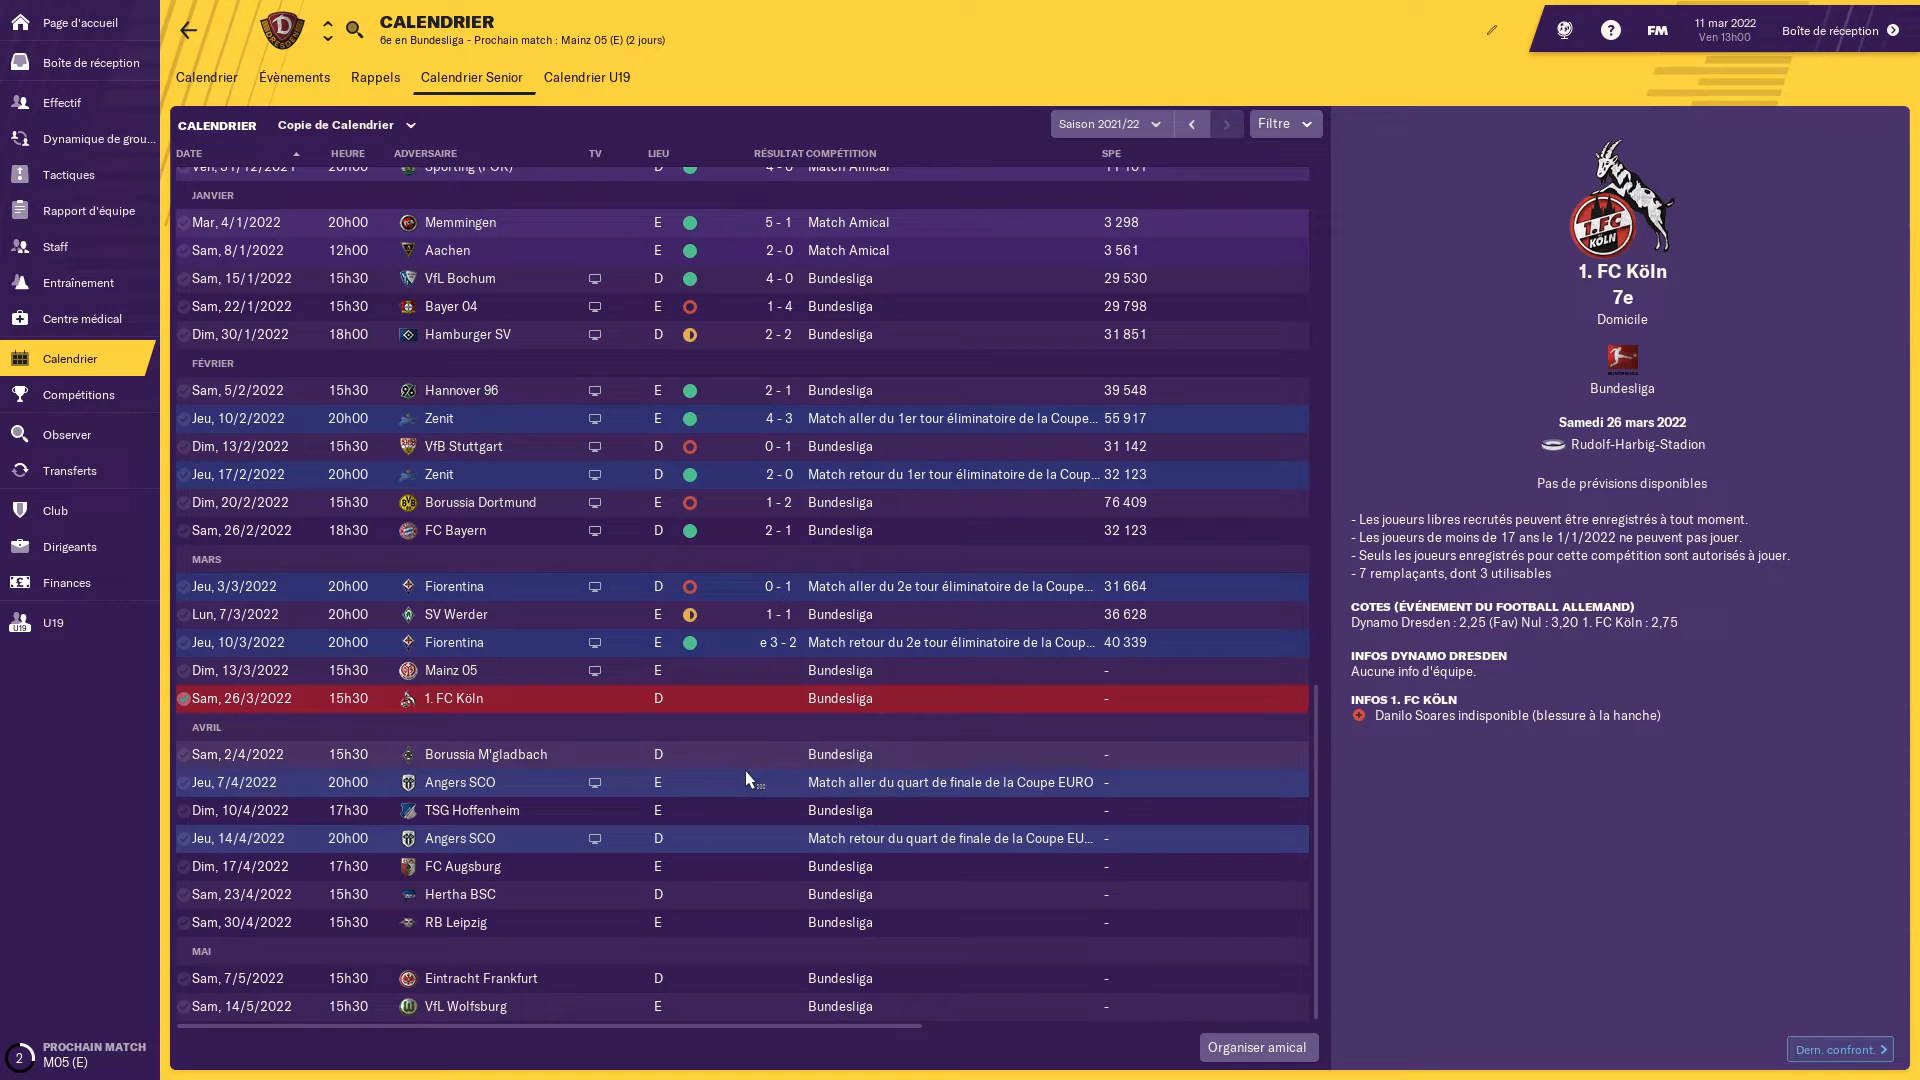 Page d'accueil
Boîte de réception
Effectif
Dynamique de grou...
Tactiques
Rapport d'équipe
Staff
Entraînement
Centre médical
Calendrier
Compétitions
Observer
Transferts
Club
Dirigeants
Finances
U19 U19
2 PROCHAIN MATCH
M05 (E)
CALENDRIER
6e en Bundesliga - Prochain match : Mainz 05 (E) (2 jours)
? FM 11 mar 2022 Ven 13h00 Boîte de réception
Calendrier Évènements Rappels Calendrier Senior Calendrier U19
CALENDRIER Copie de Calendrier Saison 2021/22 Filtre
DATE HEURE ADVERSAIRE TV LIEU RÉSULTAT COMPÉTITION SPE
Ven, 31/12/2021 20h00 Sporting (POR) D 4 - 0 Match Amical 11 161
JANVIER
Mar, 4/1/2022 20h00 Memmingen E 5 - 1 Match Amical 3 298
Sam, 8/1/2022 12h00 Aachen E 2 - 0 Match Amical 3 561
Sam, 15/1/2022 15h30 VfL Bochum D 4 - 0 Bundesliga 29 530
Sam, 22/1/2022 15h30 Bayer 04 E 1 - 4 Bundesliga 29 798
Dim, 30/1/2022 18h00 Hamburger SV D 2 - 2 Bundesliga 31 851
FÉVRIER
Sam, 5/2/2022 15h30 Hannover 96 E 2 - 1 Bundesliga 39 548
Jeu, 10/2/2022 20h00 Zenit E 4 - 3 Match aller du 1er tour éliminatoire de la Coupe... 55 917
Dim, 13/2/2022 15h30 VfB Stuttgart D 0 - 1 Bundesliga 31 142
Jeu, 17/2/2022 20h00 Zenit D 2 - 0 Match retour du 1er tour éliminatoire de la Coup... 32 123
Dim, 20/2/2022 15h30 Borussia Dortmund E 1 - 2 Bundesliga 76 409
Sam, 26/2/2022 18h30 FC Bayern D 2 - 1 Bundesliga 32 123
MARS
Jeu, 3/3/2022 20h00 Fiorentina D 0 - 1 Match aller du 2e tour éliminatoire de la Coupe... 31 664
Lun, 7/3/2022 20h00 SV Werder E 1 - 1 Bundesliga 36 628
Jeu, 10/3/2022 20h00 Fiorentina E e 3 - 2 Match retour du 2e tour éliminatoire de la Coup... 40 339
Dim, 13/3/2022 15h30 Mainz 05 E Bundesliga -
Sam, 26/3/2022 15h30 1. FC Köln D Bundesliga -
AVRIL
Sam, 2/4/2022 15h30 Borussia M'gladbach D Bundesliga -
Jeu, 7/4/2022 20h00 Angers SCO E Match aller du quart de finale de la Coupe EURO -
Dim, 10/4/2022 17h30 TSG Hoffenheim E Bundesliga -
Jeu, 14/4/2022 20h00 Angers SCO D Match retour du quart de finale de la Coupe EU... -
Dim, 17/4/2022 17h30 FC Augsburg E Bundesliga -
Sam, 23/4/2022 15h30 Hertha BSC D Bundesliga -
Sam, 30/4/2022 15h30 RB Leipzig E Bundesliga -
MAI
Sam, 7/5/2022 15h30 Eintracht Frankfurt D Bundesliga -
Sam, 14/5/2022 15h30 VfL Wolfsburg E Bundesliga -
Organiser amical
1.FC KÖLN
1. FC Köln
7e
Domicile
Bundesliga
Samedi 26 mars 2022
Rudolf-Harbig-Stadion
Pas de prévisions disponibles
- Les joueurs libres recrutés peuvent être enregistrés à tout moment.
- Les joueurs de moins de 17 ans le 1/1/2022 ne peuvent pas jouer.
- Seuls les joueurs enregistrés pour cette compétition sont autorisés à jouer.
- 7 remplaçants, dont 3 utilisables
COTES (ÉVÉNEMENT DU FOOTBALL ALLEMAND)
Dynamo Dresden : 2,25 (Fav) Nul : 3,20 1. FC Köln : 2,75
INFOS DYNAMO DRESDEN
Aucune info d'équipe.
INFOS 1. FC KÖLN
Danilo Soares indisponible (blessure à la hanche)
Dern. confront.